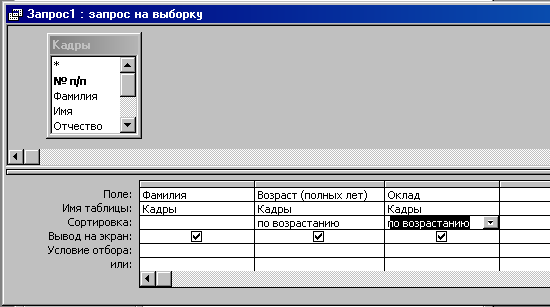 Запрос1 : запрос на выборку
Кадры
*
№ п/п
Фамилия
Имя
Отчество
Поле: Фамилия Возраст (полных лет) Оклад
Имя таблицы: Кадры Кадры Кадры
Сортировка: по возрастанию по возрастанию
Вывод на экран:
Условие отбора:
или: